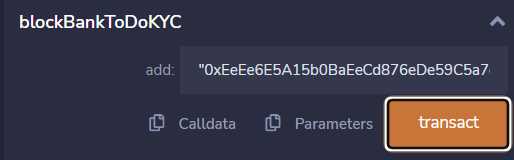 blockBankToDoKYC
add: "0xEeEe6E5A15b0BaEeCd876eDe59C5a7
Calldata Parameters transact